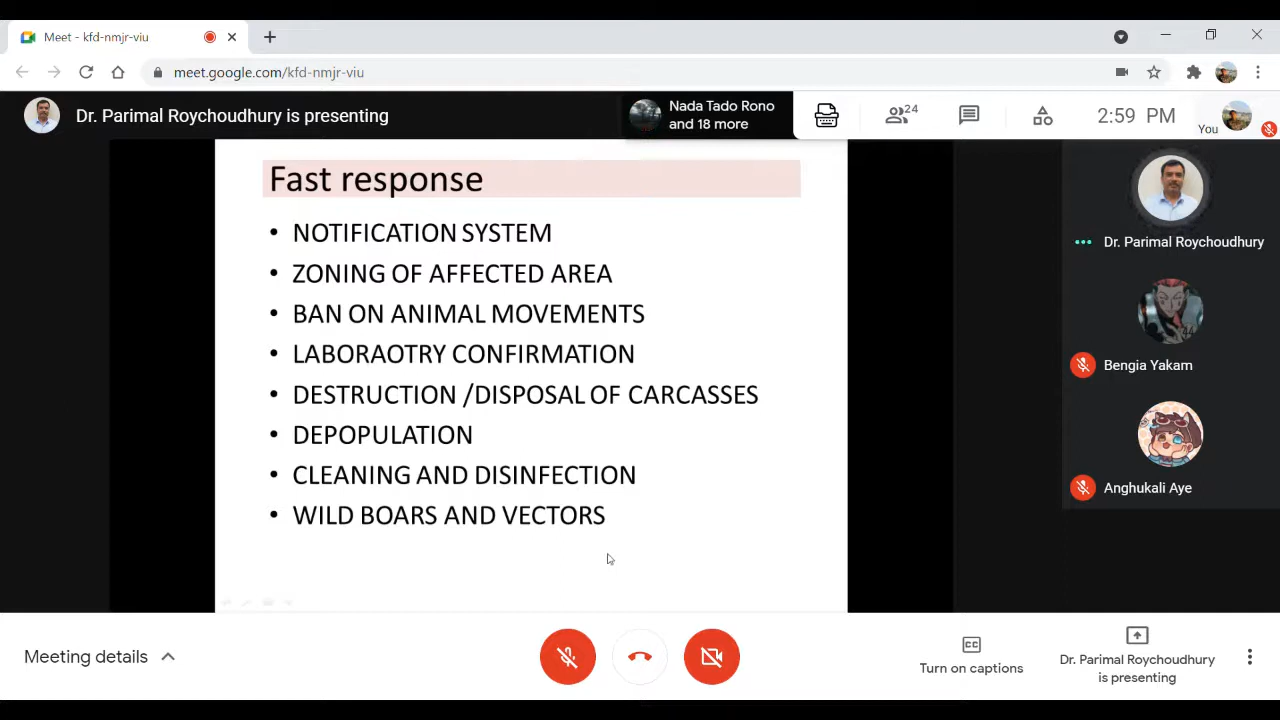 Meet - kfd-nmjr-viu
meet.google.com/kfd-nmjr-viu
Dr. Parimal Roychoudhury is presenting
Nada Tado Rono
and 18 more
24
2:59 PM
You
Fast response
• NOTIFICATION SYSTEM
• ZONING OF AFFECTED AREA
• BAN ON ANIMAL MOVEMENTS
• LABORAOTRY CONFIRMATION
• DESTRUCTION /DISPOSAL OF CARCASSES
• DEPOPULATION
• CLEANING AND DISINFECTION
• WILD BOARS AND VECTORS
Dr. Parimal Roychoudhury
Bengia Yakam
Anghukali Aye
Meeting details
CC
Turn on captions
Dr. Parimal Roychoudhury
is presenting